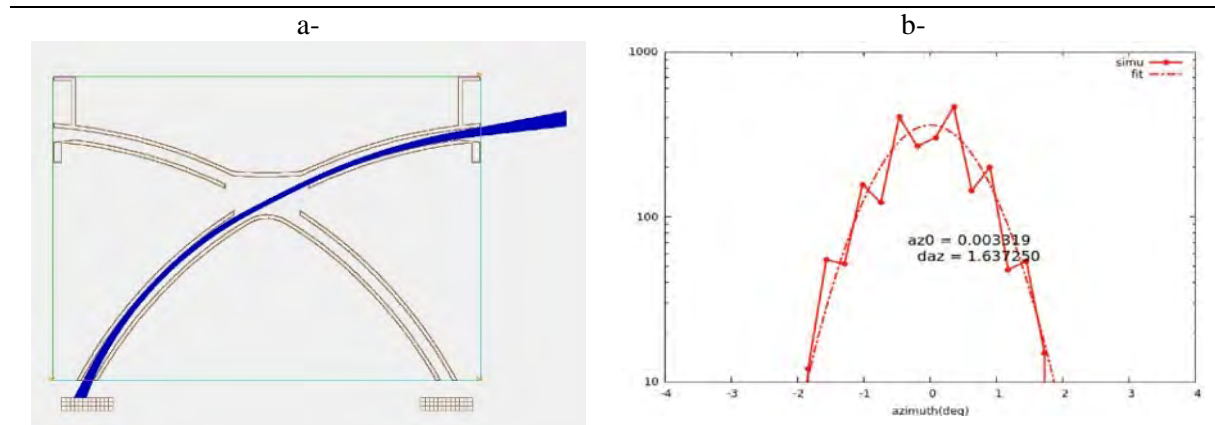 a-
b-
1000
simu
fit
100
az0 = 0.003319
daz = 1.637250
10
-4 -3 -2 -1 0 1 2 3 4
azimuth(deg)